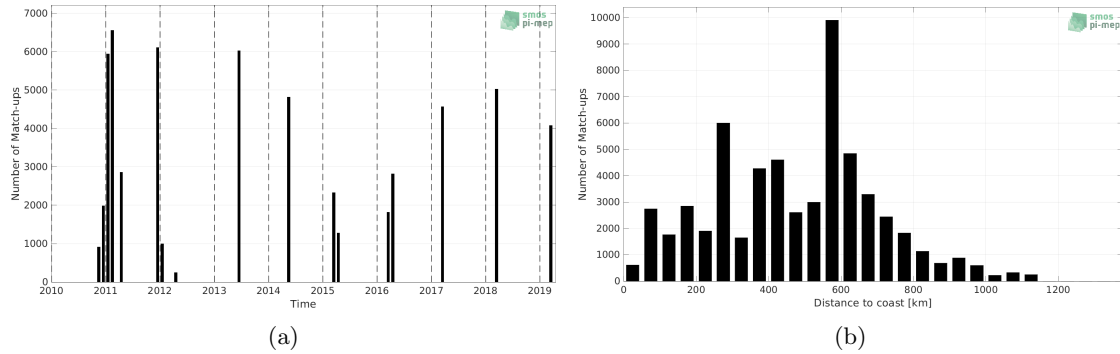 smos
pi-mep
Number of Match-ups
7000
6000
5000
4000
3000
2000
1000
0
2010 2011 2012 2013 2014 2015 2016 2017 2018 2019
Time
(a)
smos
pi-mep
Number of Match-ups
10000
9000
8000
7000
6000
5000
4000
3000
2000
1000
0
0 200 400 600 800 1000 1200
Distance to coast [km]
(b)